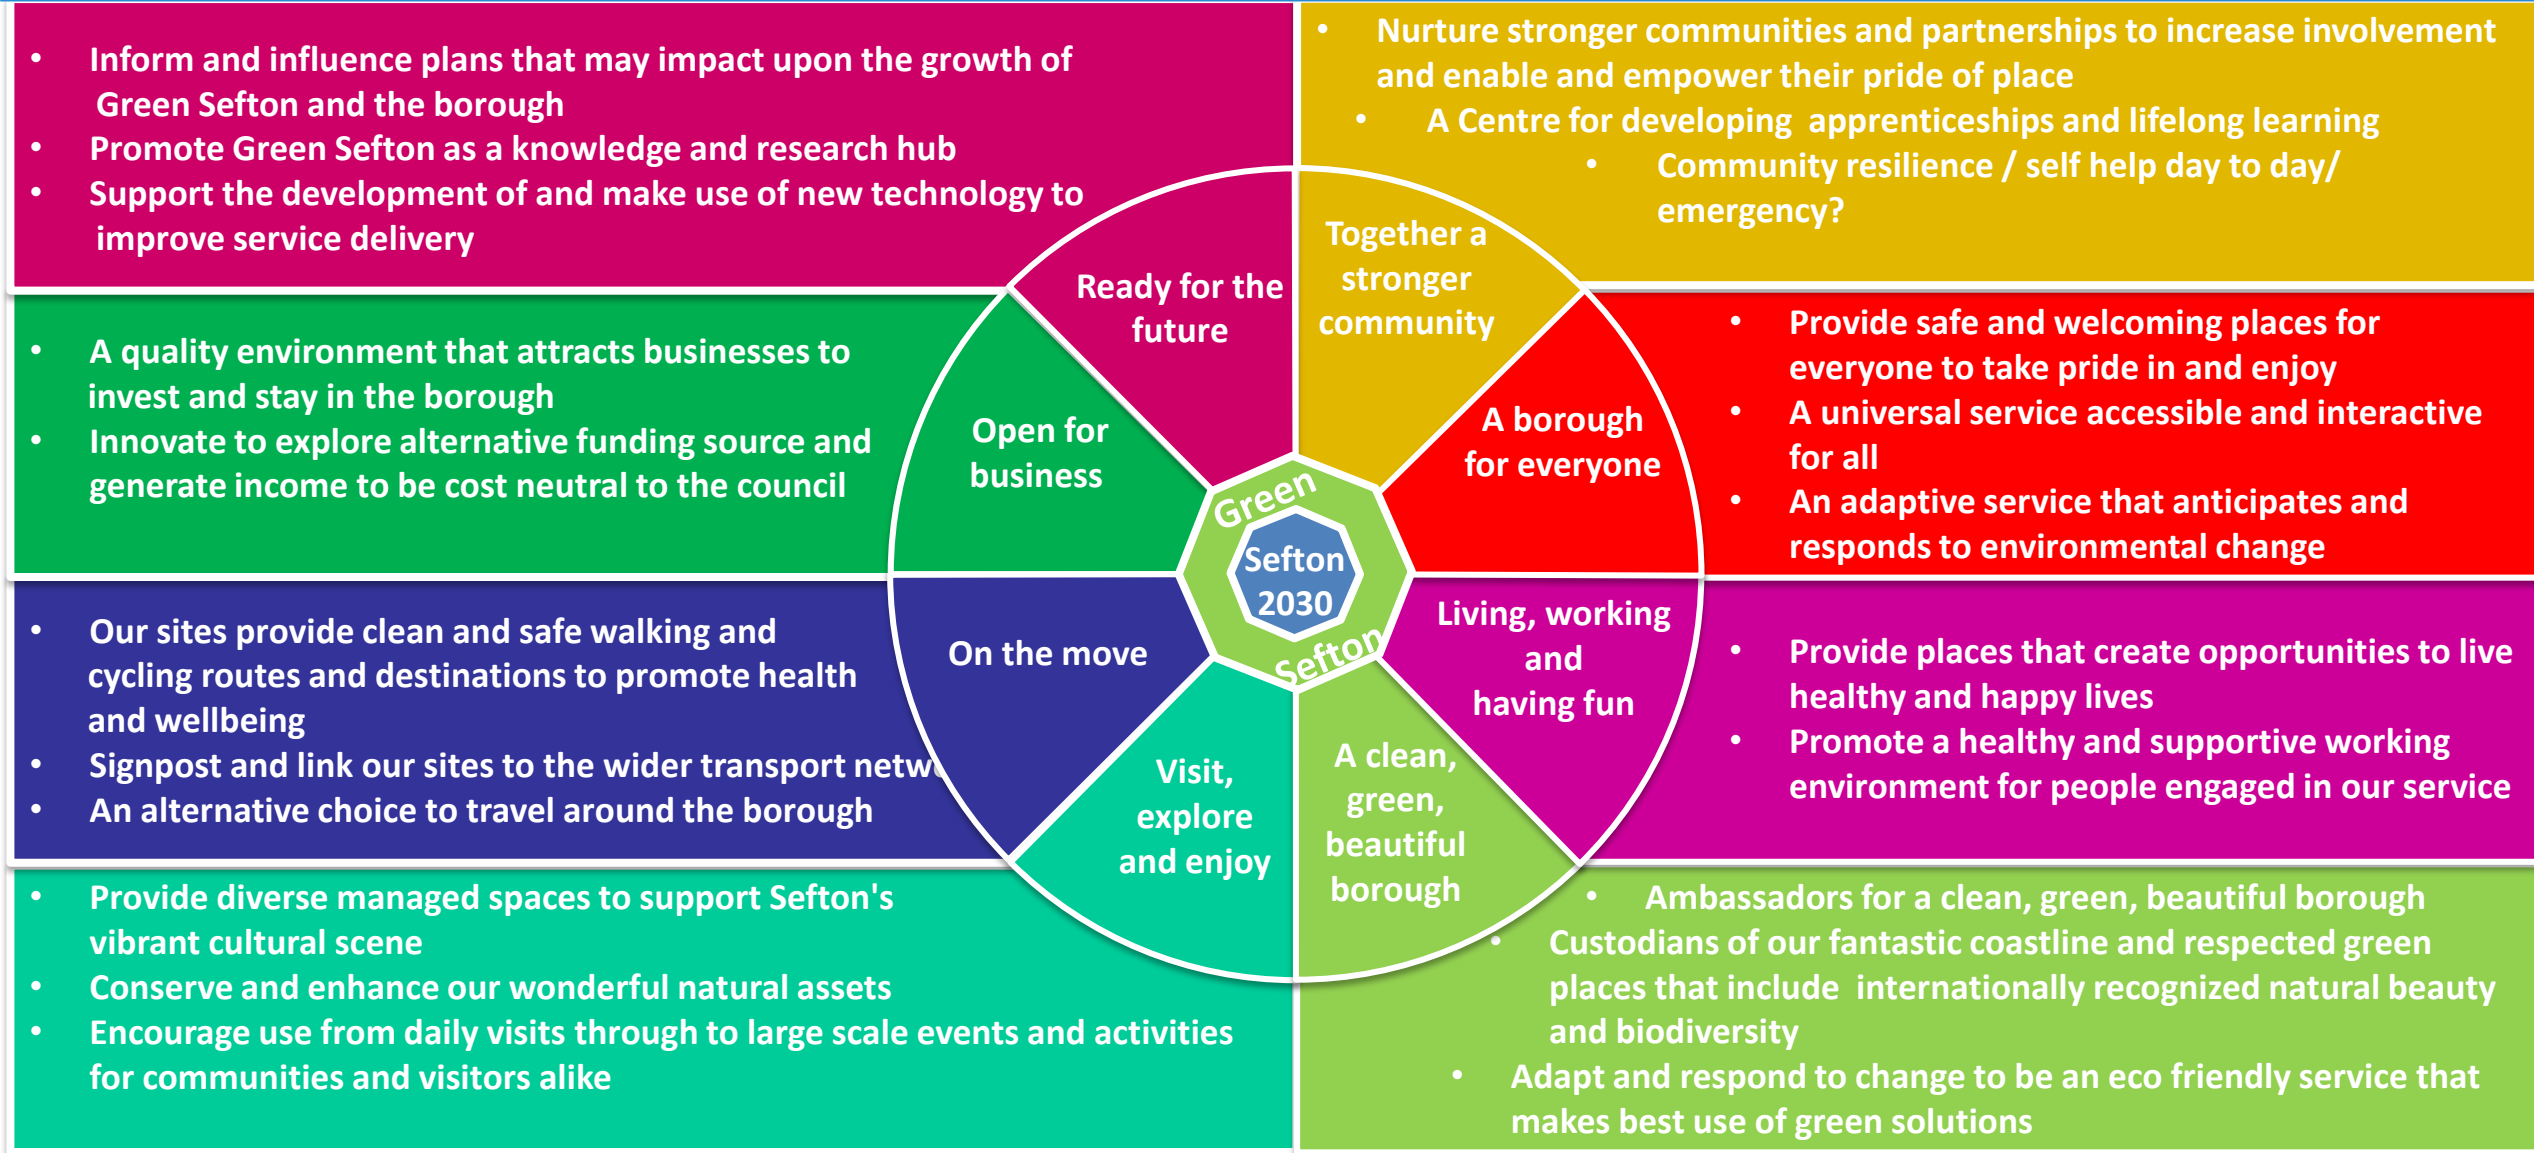 • Inform and influence plans that may impact upon the growth of
Green Sefton and the borough
• Promote Green Sefton as a knowledge and research hub
• Support the development of and make use of new technology to
improve service delivery
• Nurture stronger communities and partnerships to increase involvement
and enable and empower their pride of place
• A Centre for developing apprenticeships and lifelong learning
• Community resilience / self help day to day/
emergency?
Ready for the
future
Together a
stronger
community
• A quality environment that attracts businesses to
invest and stay in the borough
• Innovate to explore alternative funding source and
generate income to be cost neutral to the council
Open for
business
A borough
for everyone
• Provide safe and welcoming places for
everyone to take pride in and enjoy
• A universal service accessible and interactive
for all
• An adaptive service that anticipates and
responds to environmental change
Green
Sefton
2030
Sefton
• Our sites provide clean and safe walking and
cycling routes and destinations to promote health
and wellbeing
• Signpost and link our sites to the wider transport
• An alternative choice to travel around the borough
On the move
Living, working
and
having fun
• Provide places that create opportunities to live
healthy and happy lives
• Promote a healthy and supportive working
environment for people engaged in our service
Visit,
explore
and enjoy
A clean,
green,
beautiful
borough
• Provide diverse managed spaces to support Sefton's
vibrant cultural scene
• Conserve and enhance our wonderful natural assets
• Encourage use from daily visits through to large scale events and activities
for communities and visitors alike
• Ambassadors for a clean, green, beautiful borough
• Custodians of our fantastic coastline and respected green
places that include internationally recognized natural beauty
and biodiversity
• Adapt and respond to change to be an eco friendly service that
makes best use of green solutions